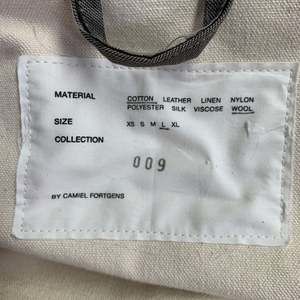 MATERIAL COTTON LEATHER LINEN NYLON
POLYESTER SILK VISCOSE WOOL
SIZE XS S M L XL
COLLECTION
009
BY CAMIEL FORTGENS